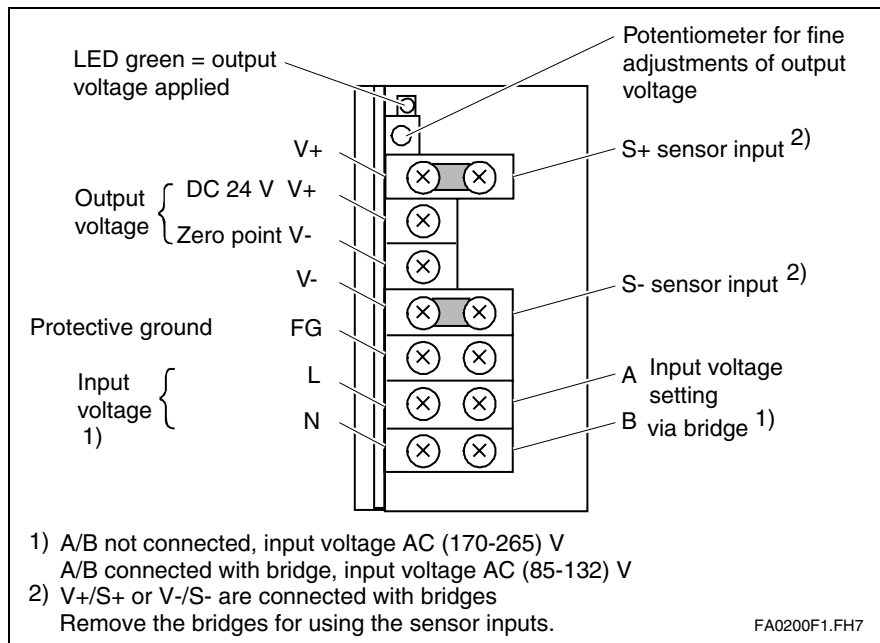 LED green = output
voltage applied
Potentiometer for fine
adjustments of output
voltage
V+
S+ sensor input 2)
Output
voltage
DC 24 V V+
Zero point V-
V-
S- sensor input 2)
Protective ground
FG
Input
voltage
1)
L
N
A
B
Input voltage
setting
via bridge 1)
1) A/B not connected, input voltage AC (170-265) V
A/B connected with bridge, input voltage AC (85-132) V
2) V+/S+ or V-/S- are connected with bridges
Remove the bridges for using the sensor inputs.
FA0200F1.FH7